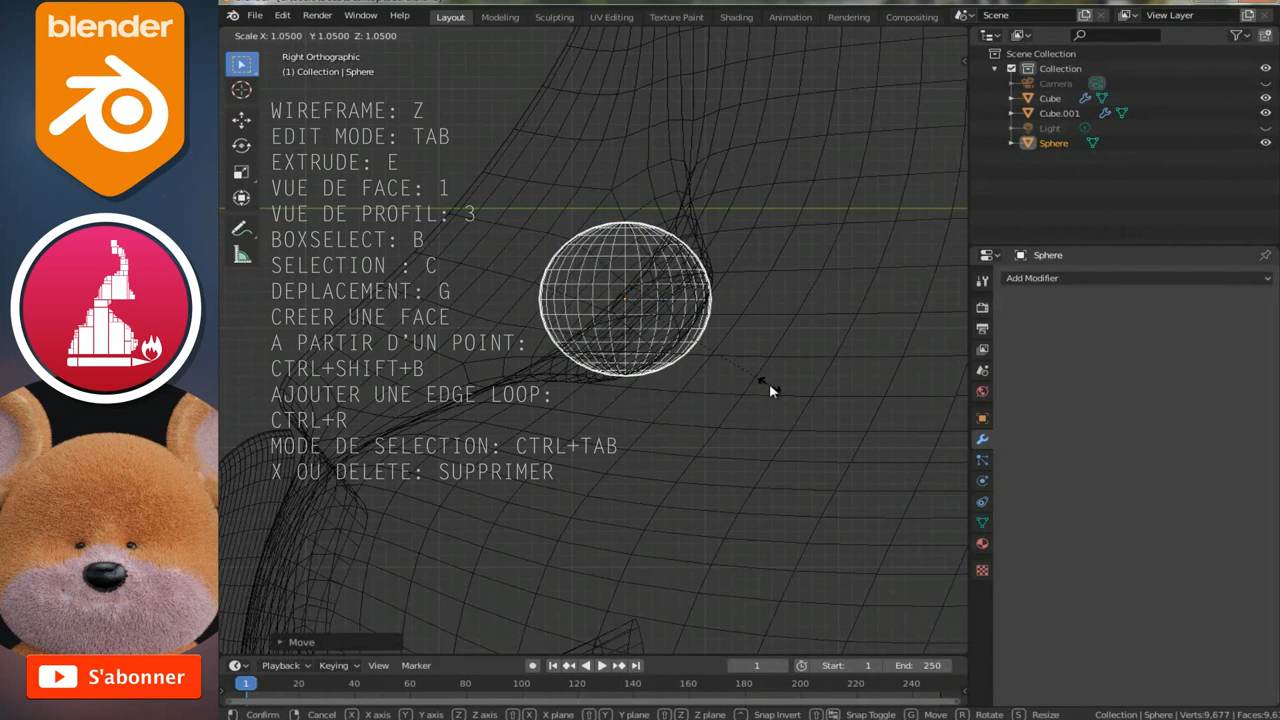 blender
File Edit Render Window Help
Layout Modeling Sculpting UV Editing Texture Paint Shading Animation Rendering Compositing
Scene
View Layer
Scale X: 1.0500 Y: 1.0500 Z: 1.0500
Right Orthographic
(1) Collection | Sphere
WIREFRAME: Z
EDIT MODE: TAB
EXTRUDE: E
VUE DE FACE: 1
VUE DE PROFIL: 3
BOXSELECT: B
SELECTION : C
DEPLACEMENT: G
CREER UNE FACE
A PARTIR D'UN POINT:
CTRL+SHIFT+B
AJOUTER UNE EDGE LOOP:
CTRL+R
MODE DE SELECTION: CTRL+TAB
X OU DELETE: SUPPRIMER
Scene Collection
Collection
Camera
Cube
Cube.001
Light
Sphere
Sphere
Add Modifier
Move
Playback Keying View Marker
1
Start: 1
End: 250
1 20 40 60 80 100 120 140 160 180 200 220 240
S'abonner
Confirm Cancel X X axis Y Y axis Z Z axis X X plane Y Y plane Z Z plane Snap Invert Snap Toggle G Move R Rotate S Resize
Collection | Sphere | Verts:9,677